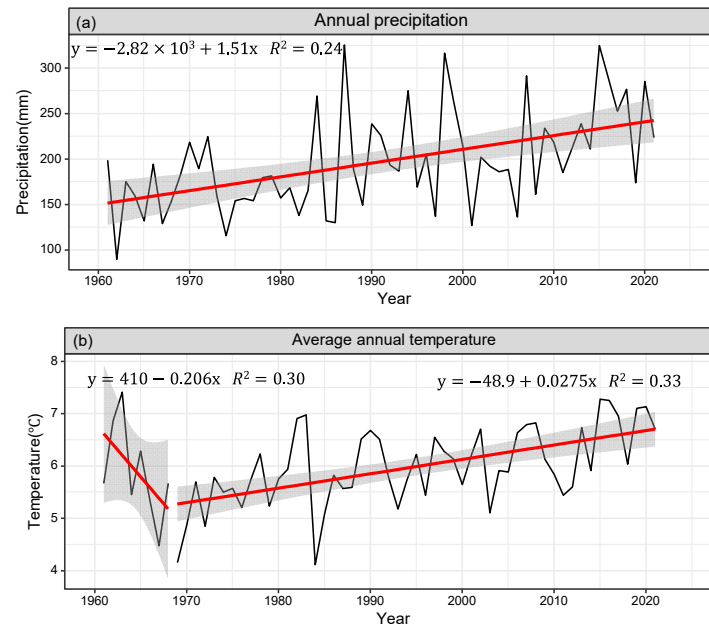 (a) Annual precipitation
y = −2.82 × 10³ + 1.51x R² = 0.24
300
250
200
150
100
Precipitation(mm)
1960 1970 1980 1990 2000 2010 2020
Year
(b) Average annual temperature
8
y = 410 − 0.206x R² = 0.30 y = −48.9 + 0.0275x R² = 0.33
7
6
5
4
Temperature(℃)
1960 1970 1980 1990 2000 2010 2020
Year